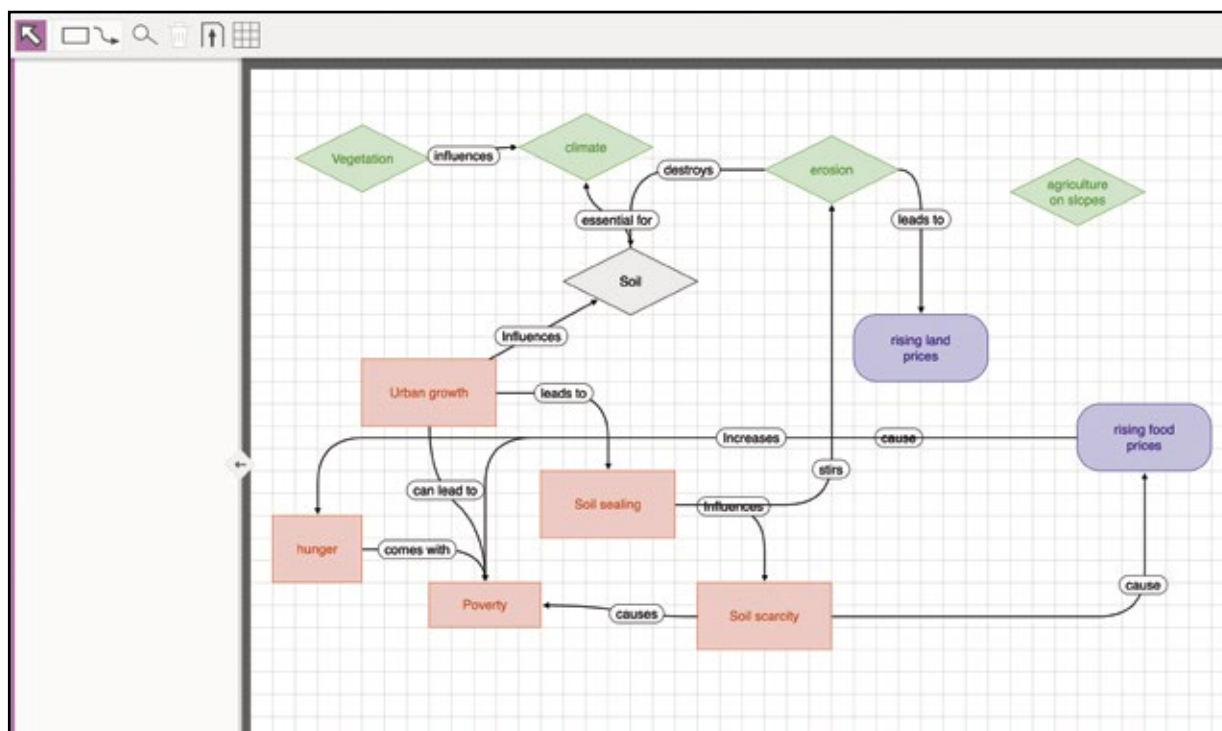 Vegetation
influences
climate
destroys
erosion
agriculture
on slopes
essential for
leads to
Soil
Influences
rising land
prices
Urban growth
leads to
Increases
cause
rising food
prices
can lead to
stirs
Soil sealing
Influences
hunger
comes with
Poverty
causes
Soil scarcity
cause